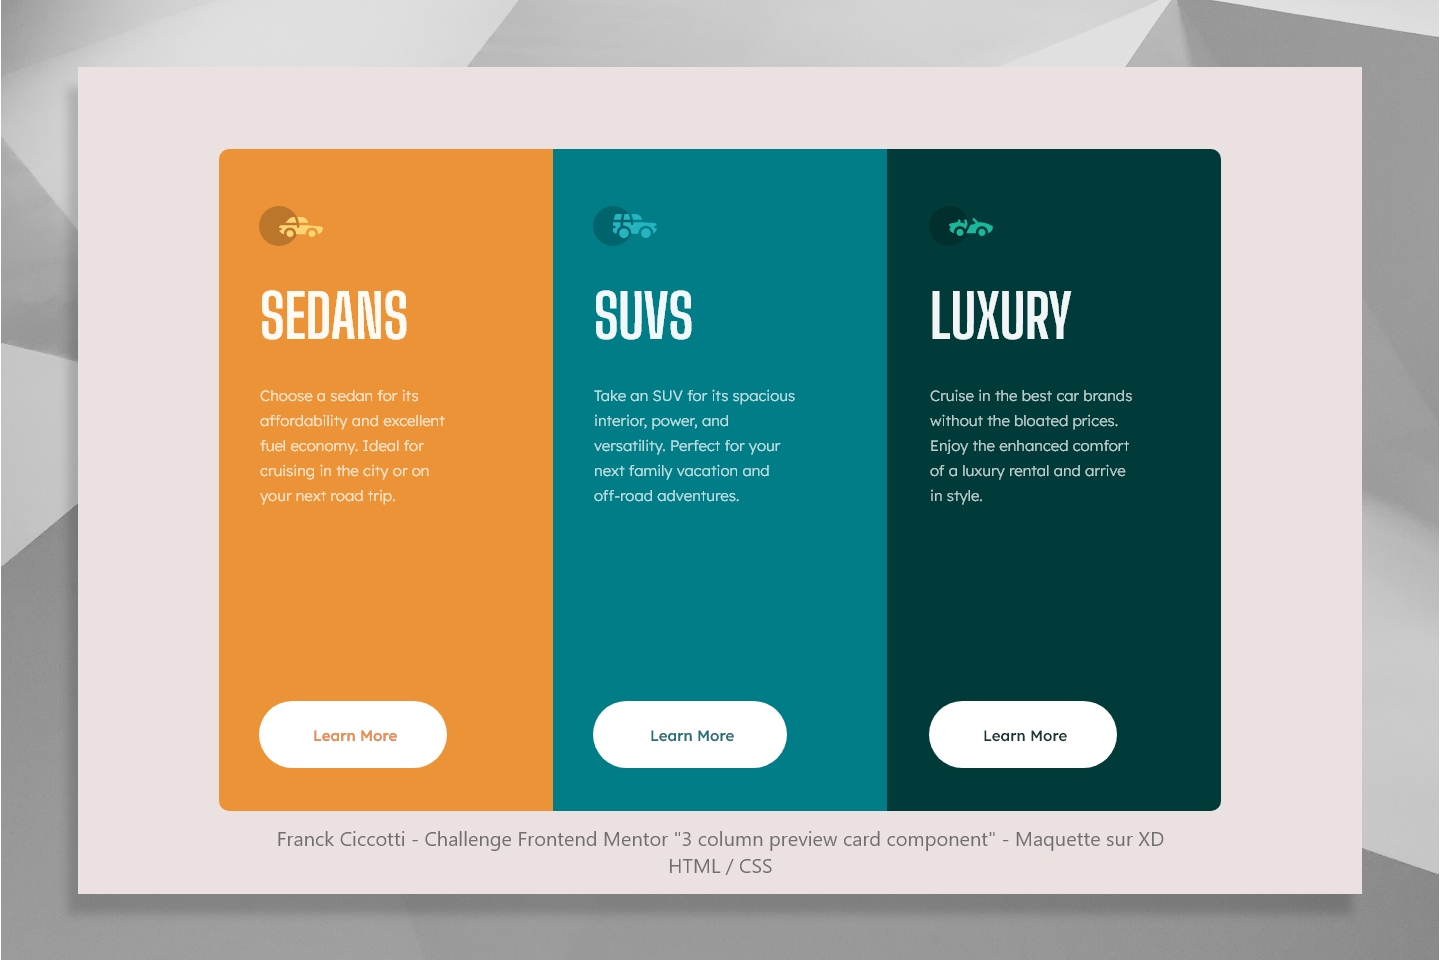 SEDANS
Choose a sedan for its
affordability and excellent
fuel economy. Ideal for
cruising in the city or on
your next road trip.
Learn More
SUVS
Take an SUV for its spacious
interior, power, and
versatility. Perfect for your
next family vacation and
off-road adventures.
Learn More
LUXURY
Cruise in the best car brands
without the bloated prices.
Enjoy the enhanced comfort
of a luxury rental and arrive
in style.
Learn More
Franck Ciccotti - Challenge Frontend Mentor "3 column preview card component" - Maquette sur XD
HTML / CSS